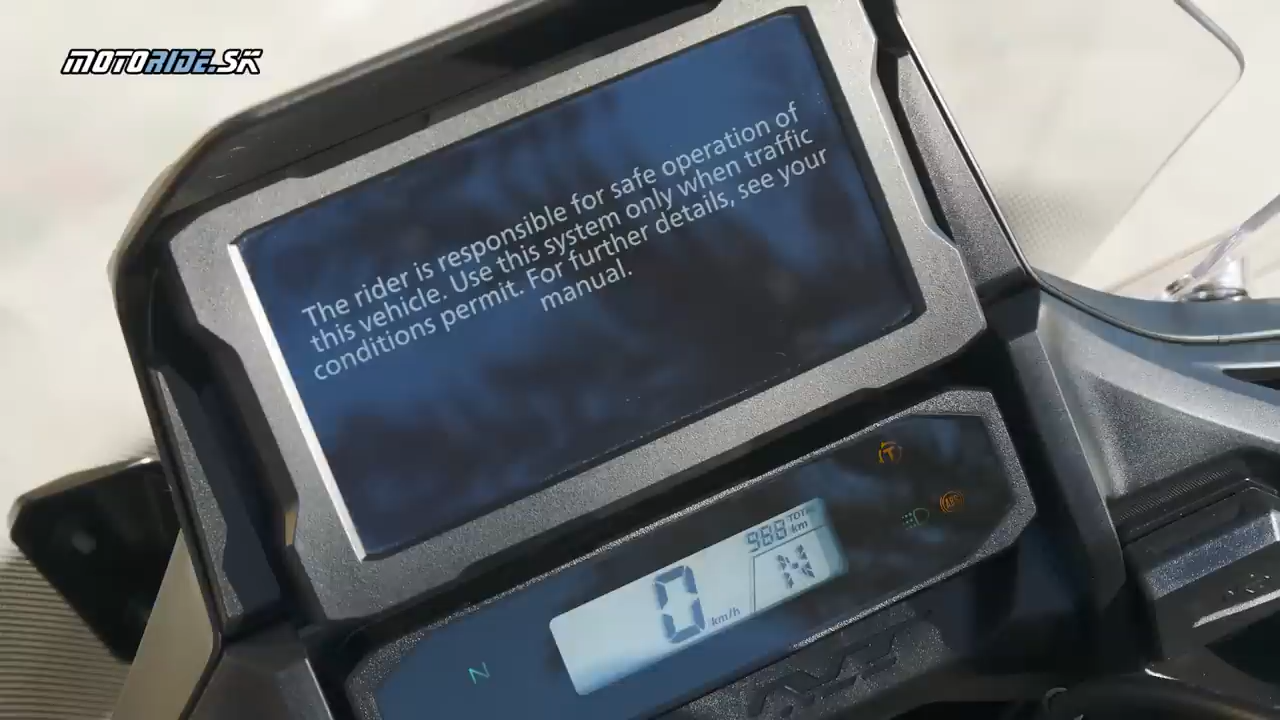 MOTORIDE.SK
The rider is responsible for safe operation of
this vehicle. Use this system only when traffic
conditions permit. For further details, see your
manual.
TOTAL
988 km
0 km/h
N
ABS
N